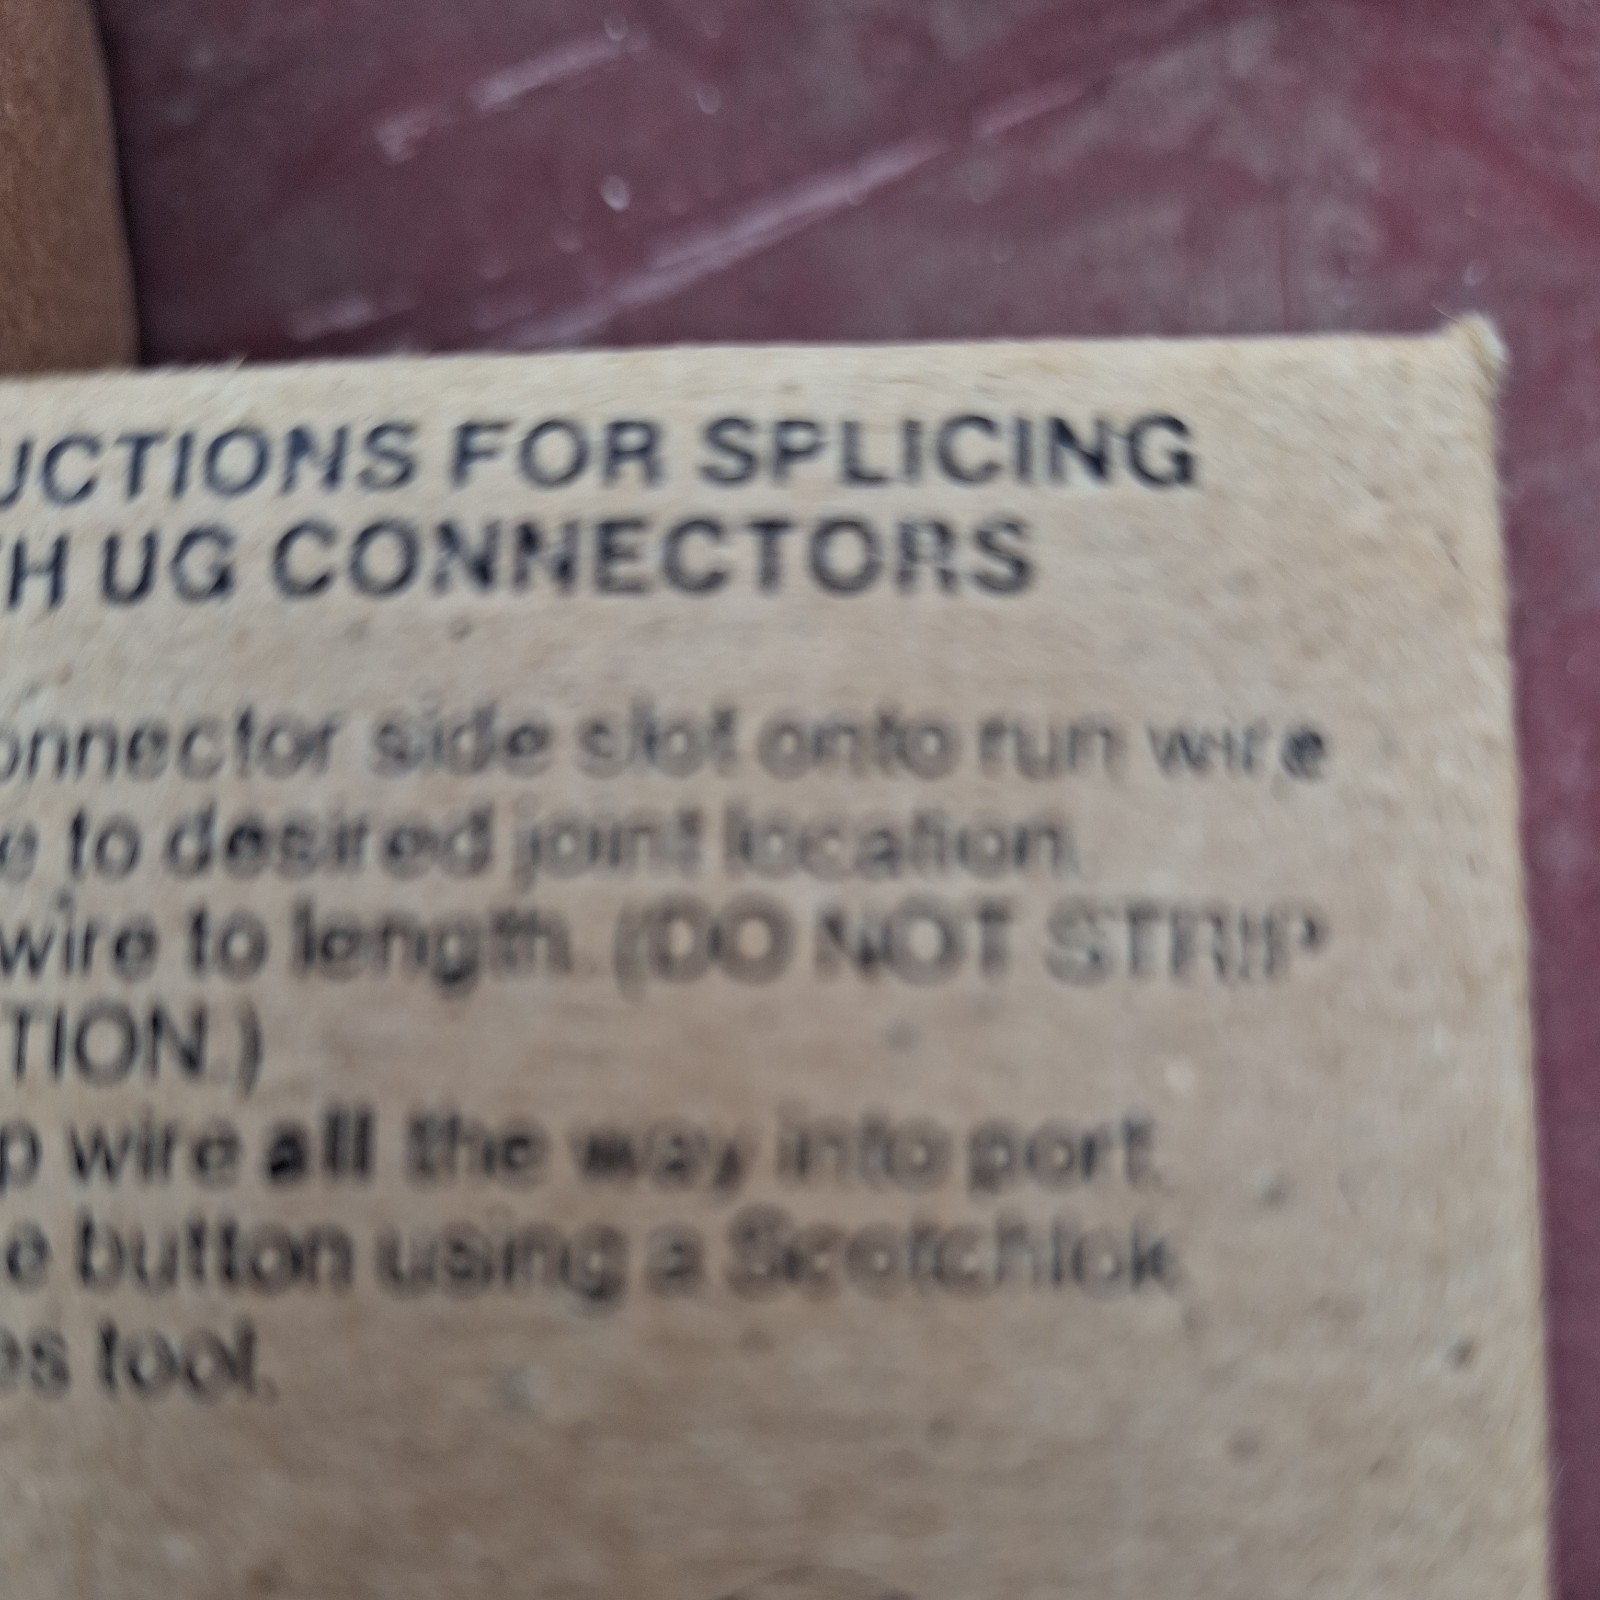 UCTIONS FOR SPLICING
TH UG CONNECTORS
onnector side slot onto run wire
e to desired joint location.
wire to length. (DO NOT STRIP
TION.)
p wire all the way into port.
e button using a Scotchlok
es tool.